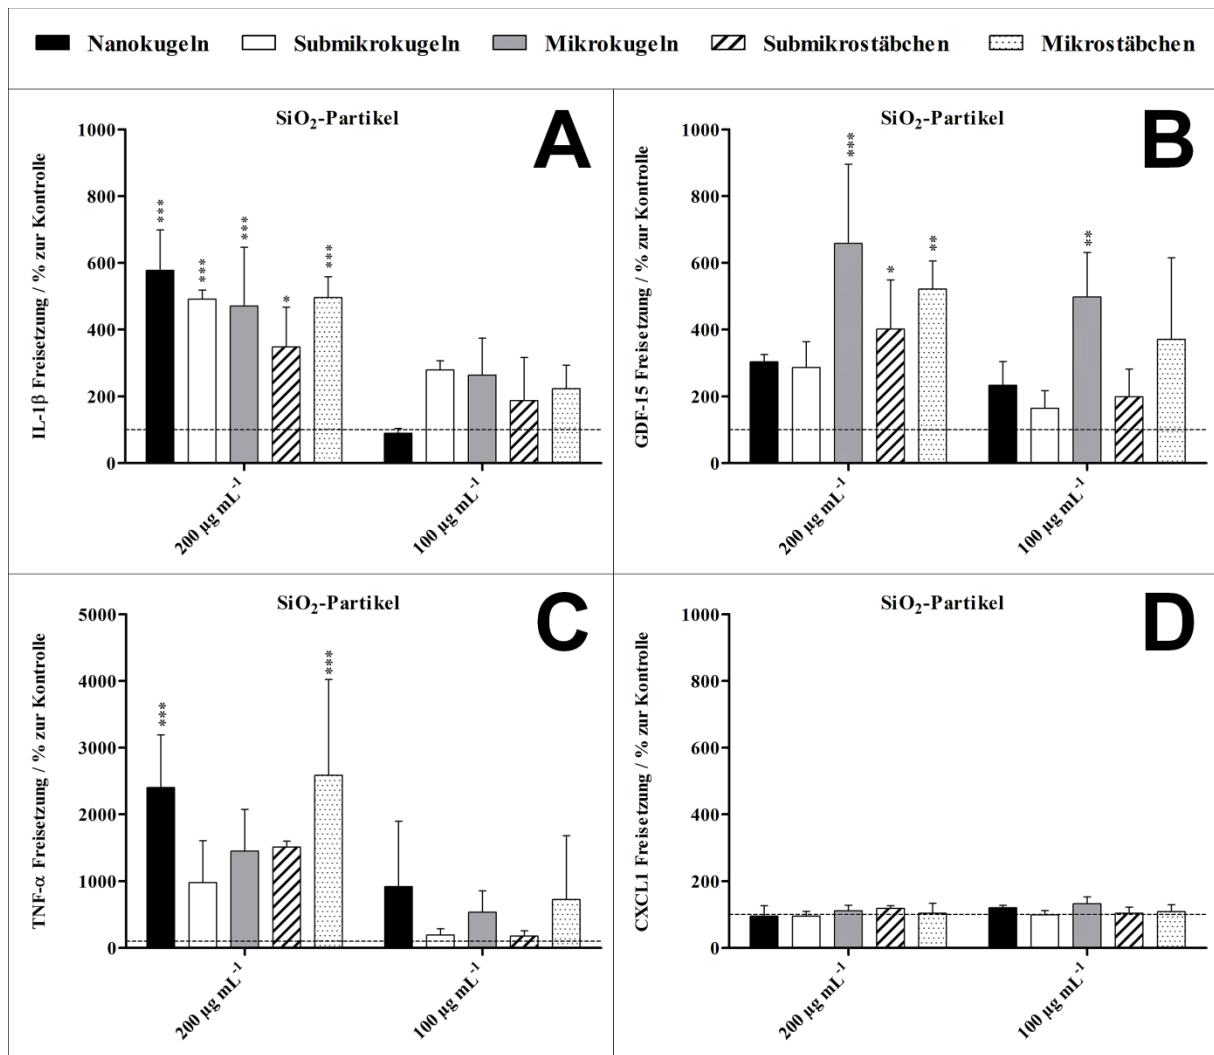 Nanokugeln Submikrokugeln Mikrokugeln Submikrostäbchen Mikrostäbchen
SiO₂-Partikel
A
IL-1β Freisetzung / % zur Kontrolle
1000
800
600
400
200
0
***
***
***
*
***
200 µg mL⁻¹
100 µg mL⁻¹
SiO₂-Partikel
B
GDF-15 Freisetzung / % zur Kontrolle
1000
800
600
400
200
0
***
*
**
**
200 µg mL⁻¹
100 µg mL⁻¹
SiO₂-Partikel
C
TNF-α Freisetzung / % zur Kontrolle
5000
4000
3000
2000
1000
0
***
***
200 µg mL⁻¹
100 µg mL⁻¹
SiO₂-Partikel
D
CXCL1 Freisetzung / % zur Kontrolle
1000
800
600
400
200
0
200 µg mL⁻¹
100 µg mL⁻¹